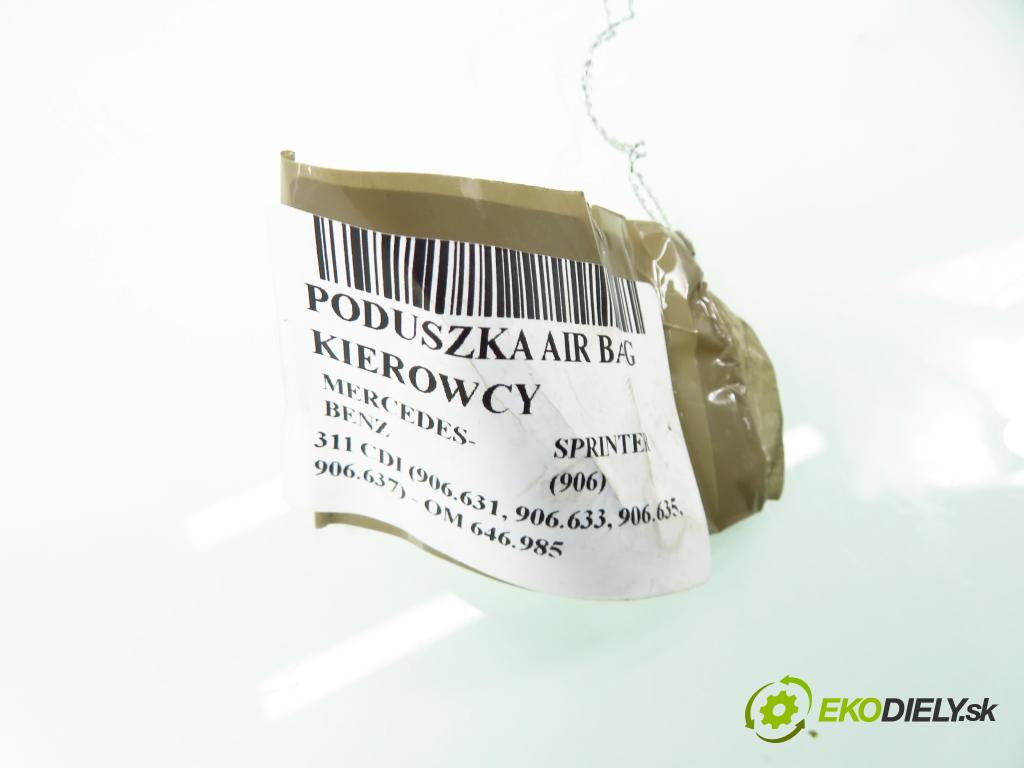 PODUSZKA AIR BAG
KIEROWCY
MERCEDES-
BENZ
SPRINTER
(906)
311 CDI (906.631, 906.633, 906.635,
906.637) - OM 646.985
EKODIELY.sk